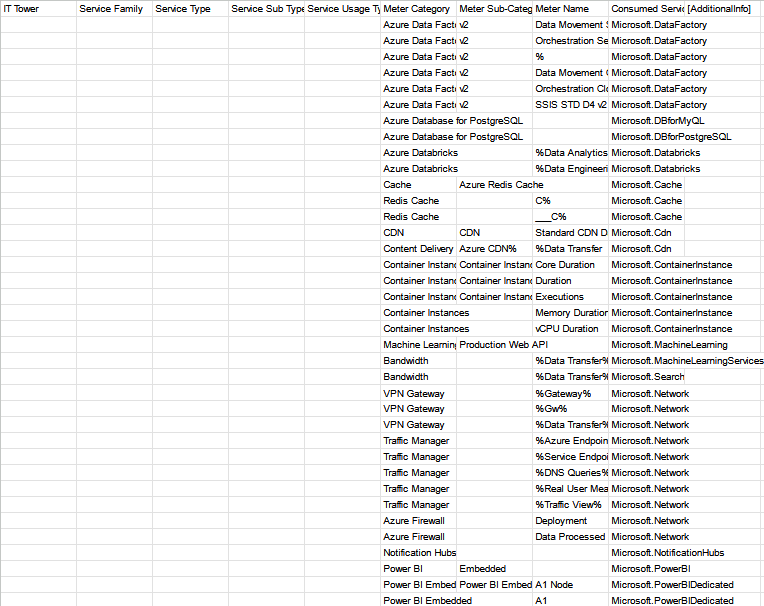 IT Tower Service Family Service Type Service Sub Type Service Usage Ty Meter Category Meter Sub-Categ Meter Name Consumed Servic [AdditionalInfo]
Azure Data Facto v2 Data Movement S Microsoft.DataFactory
Azure Data Facto v2 Orchestration Se Microsoft.DataFactory
Azure Data Facto v2 % Microsoft.DataFactory
Azure Data Facto v2 Data Movement C Microsoft.DataFactory
Azure Data Facto v2 Orchestration Clo Microsoft.DataFactory
Azure Data Facto v2 SSIS STD D4 v2 Microsoft.DataFactory
Azure Database for PostgreSQL Microsoft.DBforMyQL
Azure Database for PostgreSQL Microsoft.DBforPostgreSQL
Azure Databricks %Data Analytics Microsoft.Databricks
Azure Databricks %Data Engineeri Microsoft.Databricks
Cache Azure Redis Cache Microsoft.Cache
Redis Cache C% Microsoft.Cache
Redis Cache ___C% Microsoft.Cache
CDN CDN Standard CDN D Microsoft.Cdn
Content Delivery Azure CDN% %Data Transfer Microsoft.Cdn
Container Instanc Container Instanc Core Duration Microsoft.ContainerInstance
Container Instanc Container Instanc Duration Microsoft.ContainerInstance
Container Instanc Container Instanc Executions Microsoft.ContainerInstance
Container Instances Memory Duration Microsoft.ContainerInstance
Container Instances vCPU Duration Microsoft.ContainerInstance
Machine Learning Production Web API Microsoft.MachineLearning
Bandwidth %Data Transfer% Microsoft.MachineLearningServices
Bandwidth %Data Transfer% Microsoft.Search
VPN Gateway %Gateway% Microsoft.Network
VPN Gateway %Gw% Microsoft.Network
VPN Gateway %Data Transfer% Microsoft.Network
Traffic Manager %Azure Endpoin Microsoft.Network
Traffic Manager %Service Endpoi Microsoft.Network
Traffic Manager %DNS Queries% Microsoft.Network
Traffic Manager %Real User Mea Microsoft.Network
Traffic Manager %Traffic View% Microsoft.Network
Azure Firewall Deployment Microsoft.Network
Azure Firewall Data Processed Microsoft.Network
Notification Hubs Microsoft.NotificationHubs
Power BI Embedded Microsoft.PowerBI
Power BI Embed Power BI Embed A1 Node Microsoft.PowerBIDedicated
Power BI Embedded A1 Microsoft.PowerBIDedicated